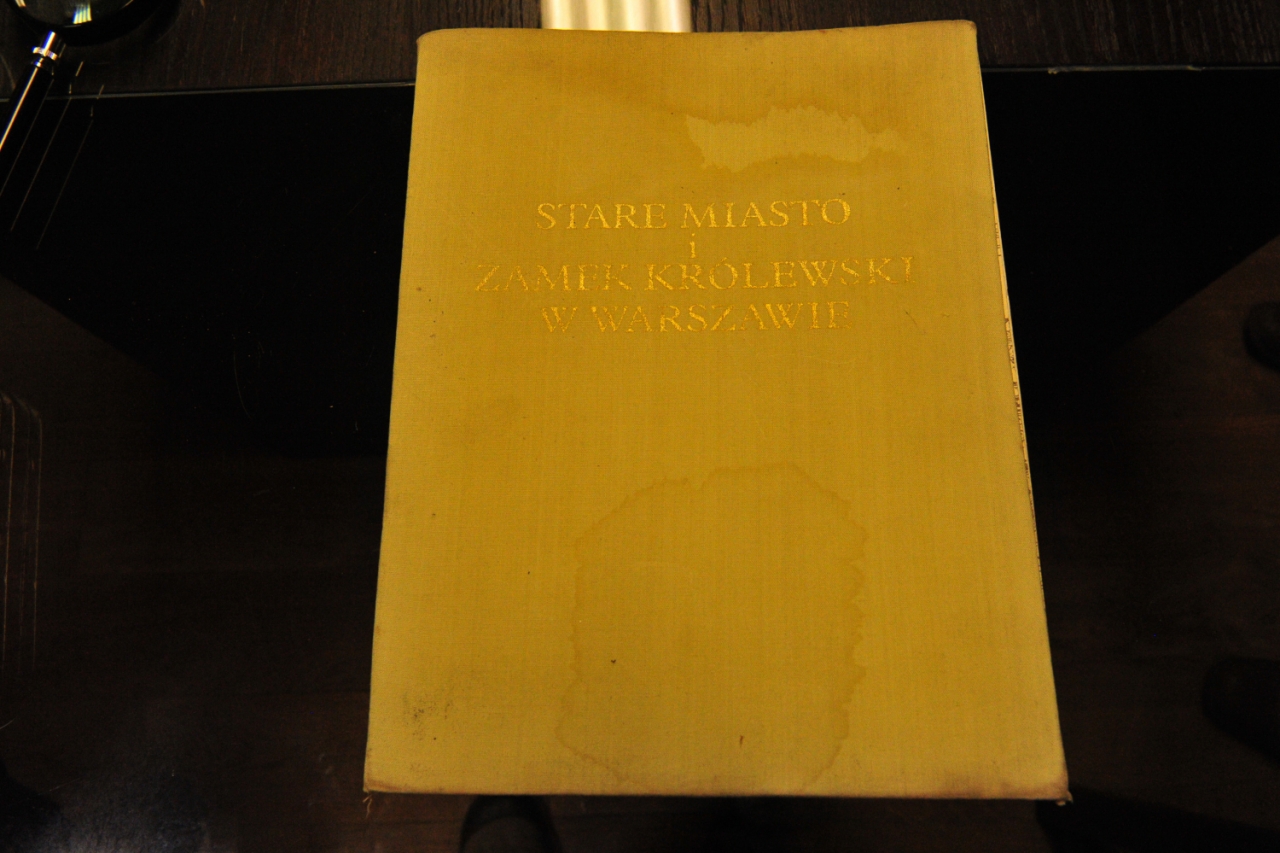 STARE MIASTO
i
ZAMEK KRÓLEWSKI
W WARSZAWIE